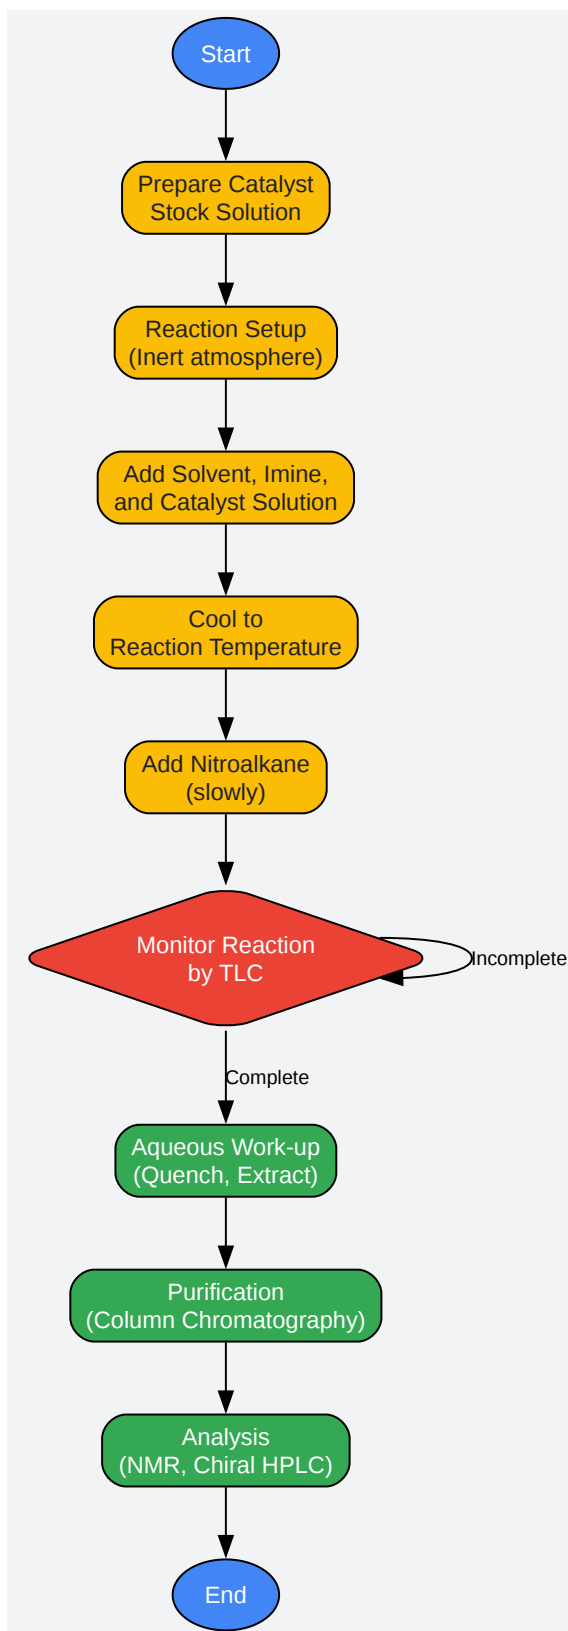 Start
Prepare Catalyst
Stock Solution
Reaction Setup
(Inert atmosphere)
Add Solvent, Imine,
and Catalyst Solution
Cool to
Reaction Temperature
Add Nitroalkane
(slowly)
Monitor Reaction
by TLC
Incomplete
Complete
Aqueous Work-up
(Quench, Extract)
Purification
(Column Chromatography)
Analysis
(NMR, Chiral HPLC)
End